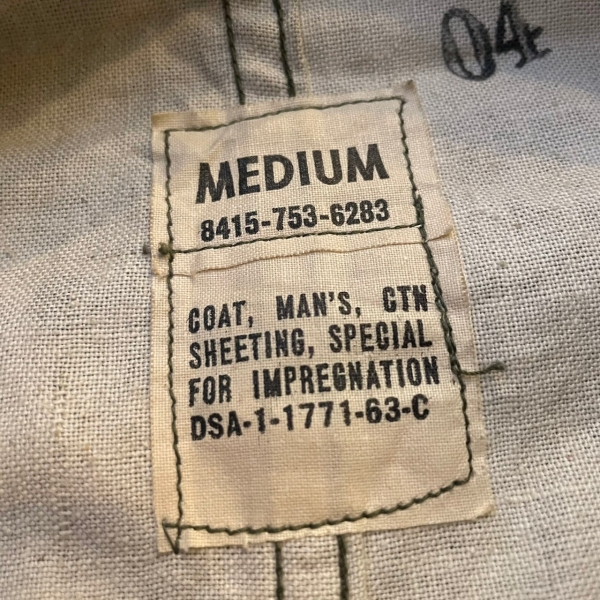 04
MEDIUM
8415-753-6283
COAT, MAN'S, CTN
SHEETING, SPECIAL
FOR IMPREGNATION
DSA-1-1771-63-C